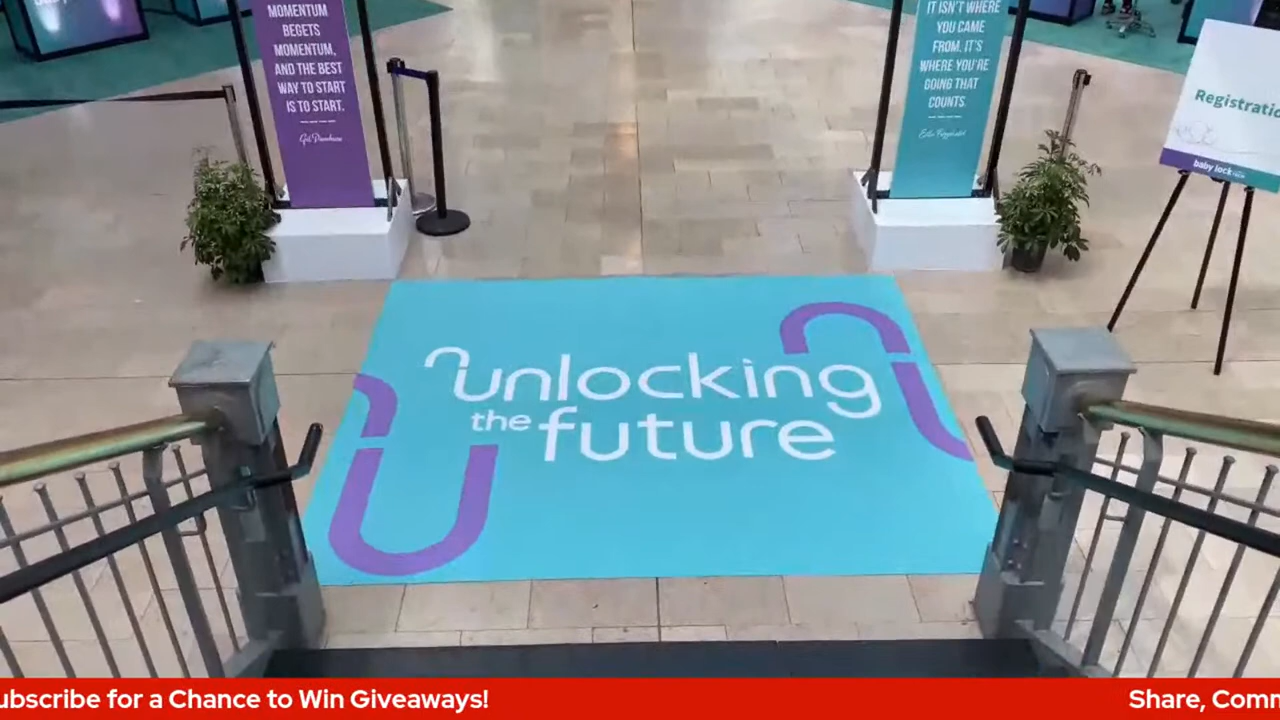 MOMENTUM
BEGETS
MOMENTUM,
AND THE BEST
WAY TO START
IS TO START.
IT ISN'T WHERE
YOU CAME
FROM. IT'S
WHERE YOU'RE
GOING THAT
COUNTS.
Registratio
baby lock
unlocking
the future
ubscribe for a Chance to Win Giveaways!
Share, Comm